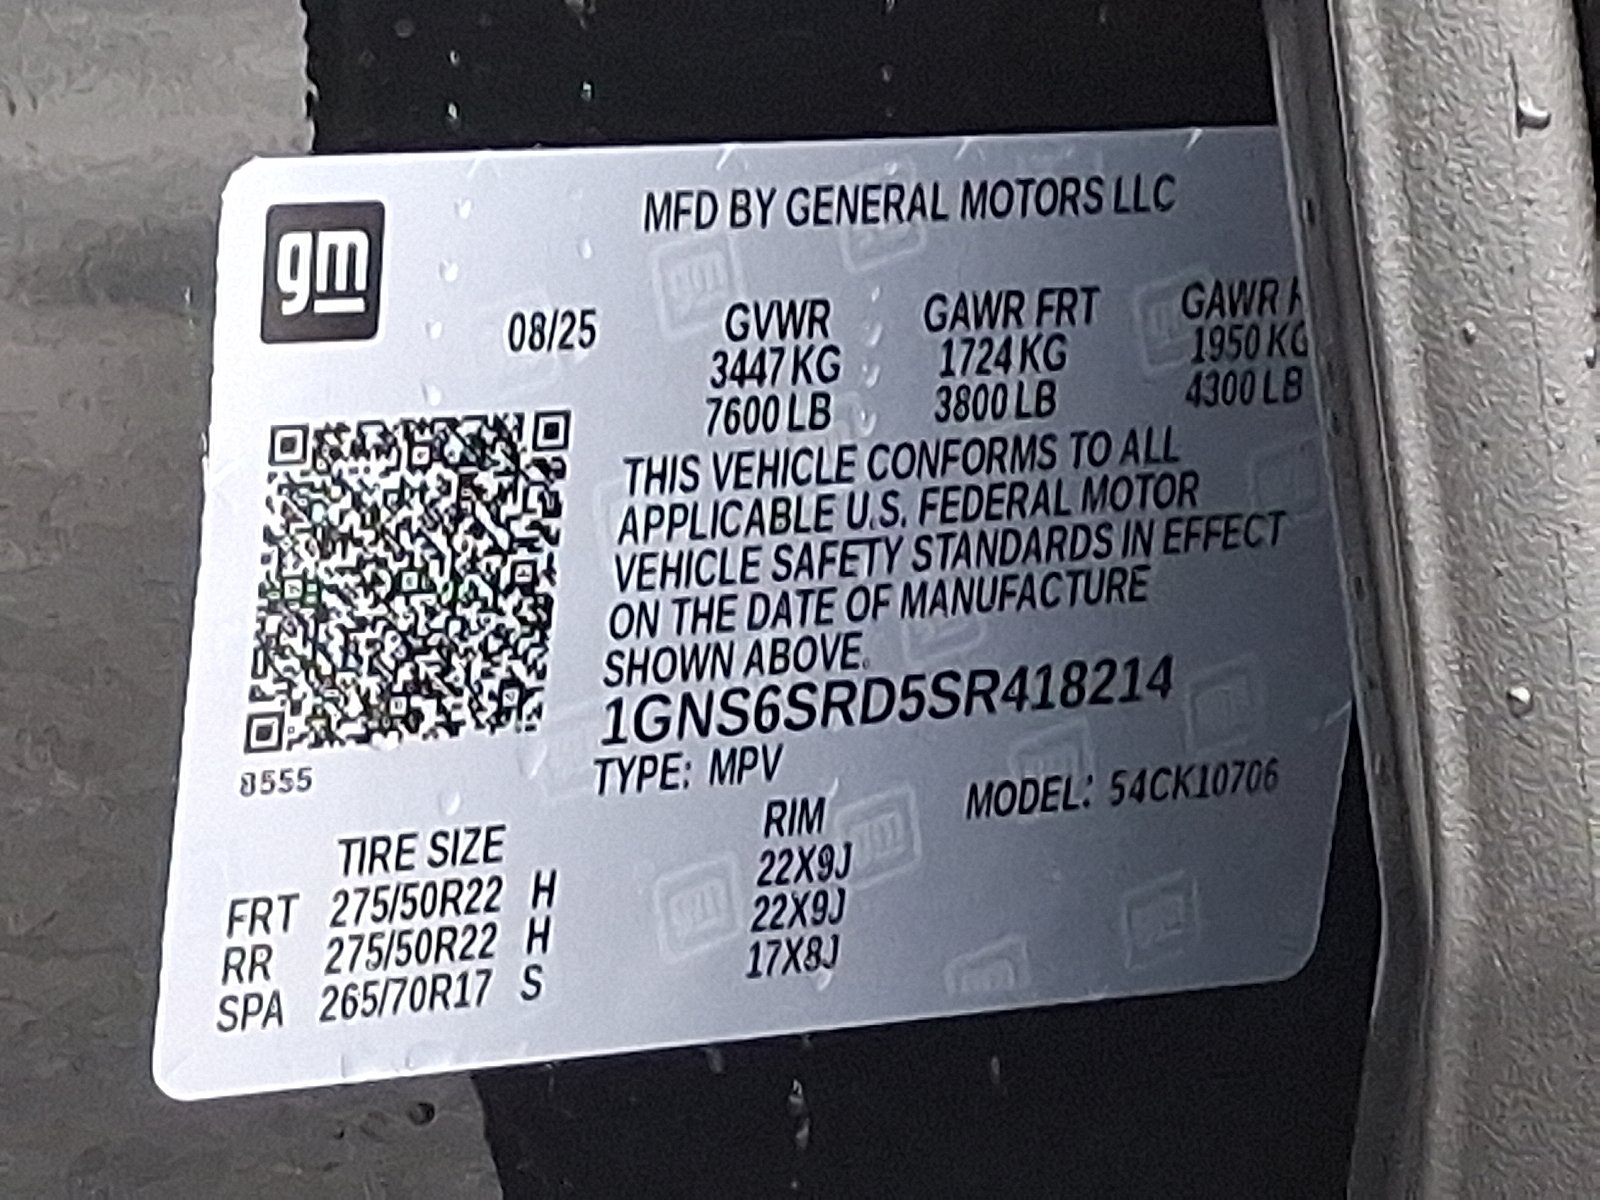 gm
MFD BY GENERAL MOTORS LLC
08/25
GVWR GAWR FRT GAWR
3447 KG 1724 KG 1950 KG
7600 LB 3800 LB 4300 LB
THIS VEHICLE CONFORMS TO ALL
APPLICABLE U.S. FEDERAL MOTOR
VEHICLE SAFETY STANDARDS IN EFFECT
ON THE DATE OF MANUFACTURE
SHOWN ABOVE.
1GNS6SRD5SR418214
8555
TYPE: MPV MODEL: 54CK10706
TIRE SIZE RIM
FRT 275/50R22 H 22X9J
RR 275/50R22 H 22X9J
SPA 265/70R17 S 17X8J